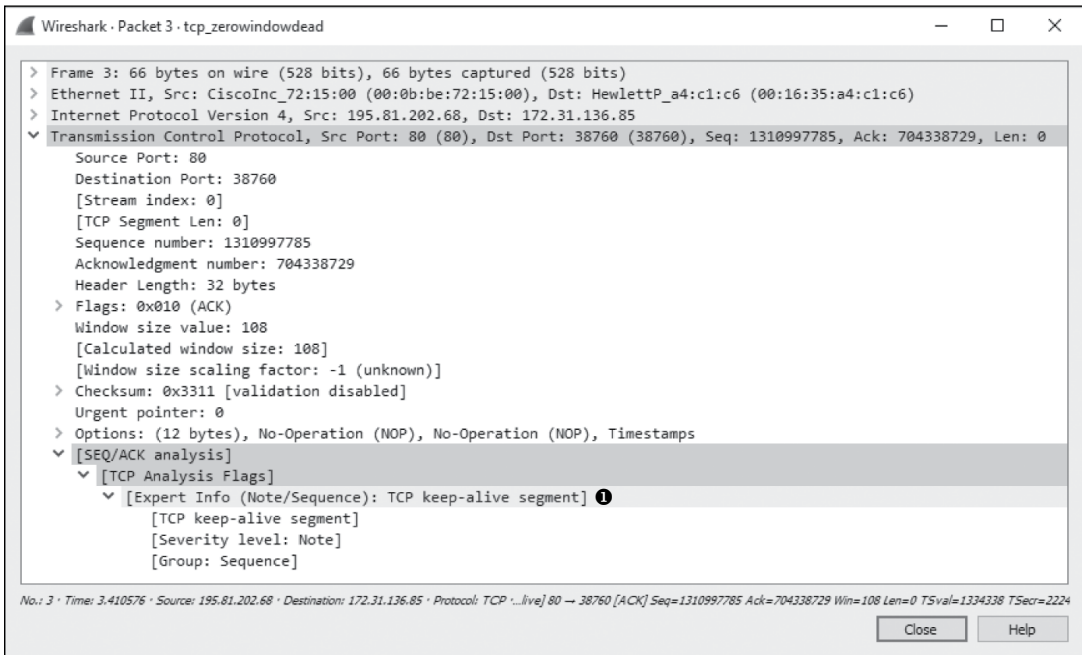 Wireshark · Packet 3 · tcp_zerowindowdead
> Frame 3: 66 bytes on wire (528 bits), 66 bytes captured (528 bits)
> Ethernet II, Src: CiscoInc_72:15:00 (00:0b:be:72:15:00), Dst: HewlettP_a4:c1:c6 (00:16:35:a4:c1:c6)
> Internet Protocol Version 4, Src: 195.81.202.68, Dst: 172.31.136.85
Transmission Control Protocol, Src Port: 80 (80), Dst Port: 38760 (38760), Seq: 1310997785, Ack: 704338729, Len: 0
Source Port: 80
Destination Port: 38760
[Stream index: 0]
[TCP Segment Len: 0]
Sequence number: 1310997785
Acknowledgment number: 704338729
Header Length: 32 bytes
> Flags: 0x010 (ACK)
Window size value: 108
[Calculated window size: 108]
[Window size scaling factor: -1 (unknown)]
> Checksum: 0x3311 [validation disabled]
Urgent pointer: 0
> Options: (12 bytes), No-Operation (NOP), No-Operation (NOP), Timestamps
[SEQ/ACK analysis]
[TCP Analysis Flags]
[Expert Info (Note/Sequence): TCP keep-alive segment] ❶
[TCP keep-alive segment]
[Severity level: Note]
[Group: Sequence]
No.: 3 · Time: 3.410576 · Source: 195.81.202.68 · Destination: 172.31.136.85 · Protocol: TCP ·...live] 80 → 38760 [ACK] Seq=1310997785 Ack=704338729 Win=108 Len=0 TSval=1334338 TSecr=2224
Close Help